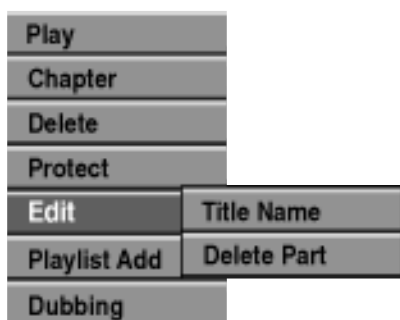 Play
Chapter
Delete
Protect
Edit
Title Name
Playlist Add
Delete Part
Dubbing